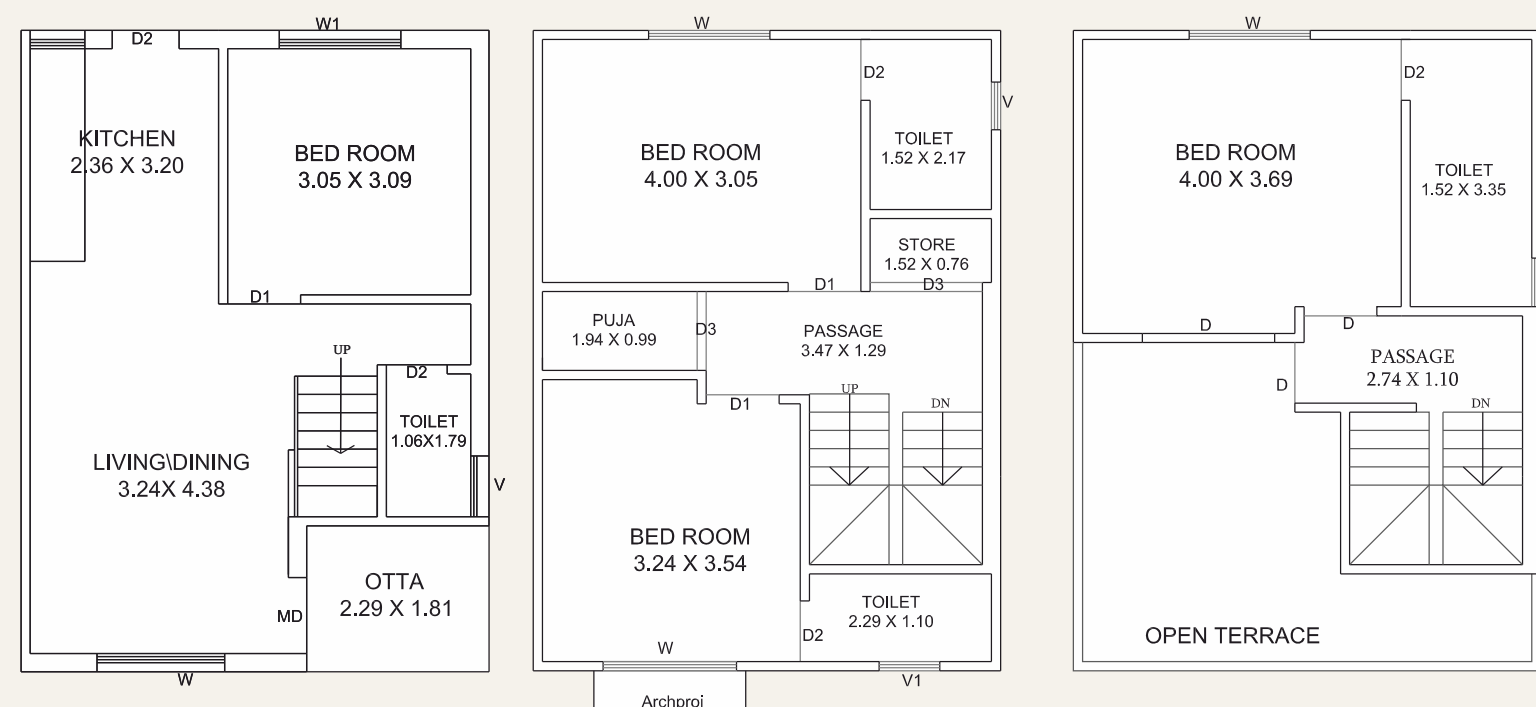 W1
D2
KITCHEN
2.36 X 3.20
BED ROOM
3.05 X 3.09
D1
UP
D2
TOILET
1.06X1.79
LIVING\DINING
3.24X 4.38
V
OTTA
2.29 X 1.81
MD
W
W
D2
V
BED ROOM
4.00 X 3.05
TOILET
1.52 X 2.17
STORE
1.52 X 0.76
D1
D3
PUJA
1.94 X 0.99
D3
PASSAGE
3.47 X 1.29
UP
DN
D1
BED ROOM
3.24 X 3.54
TOILET
2.29 X 1.10
D2
W
V1
Archproj
W
D2
BED ROOM
4.00 X 3.69
TOILET
1.52 X 3.35
D
D
PASSAGE
2.74 X 1.10
D
DN
OPEN TERRACE